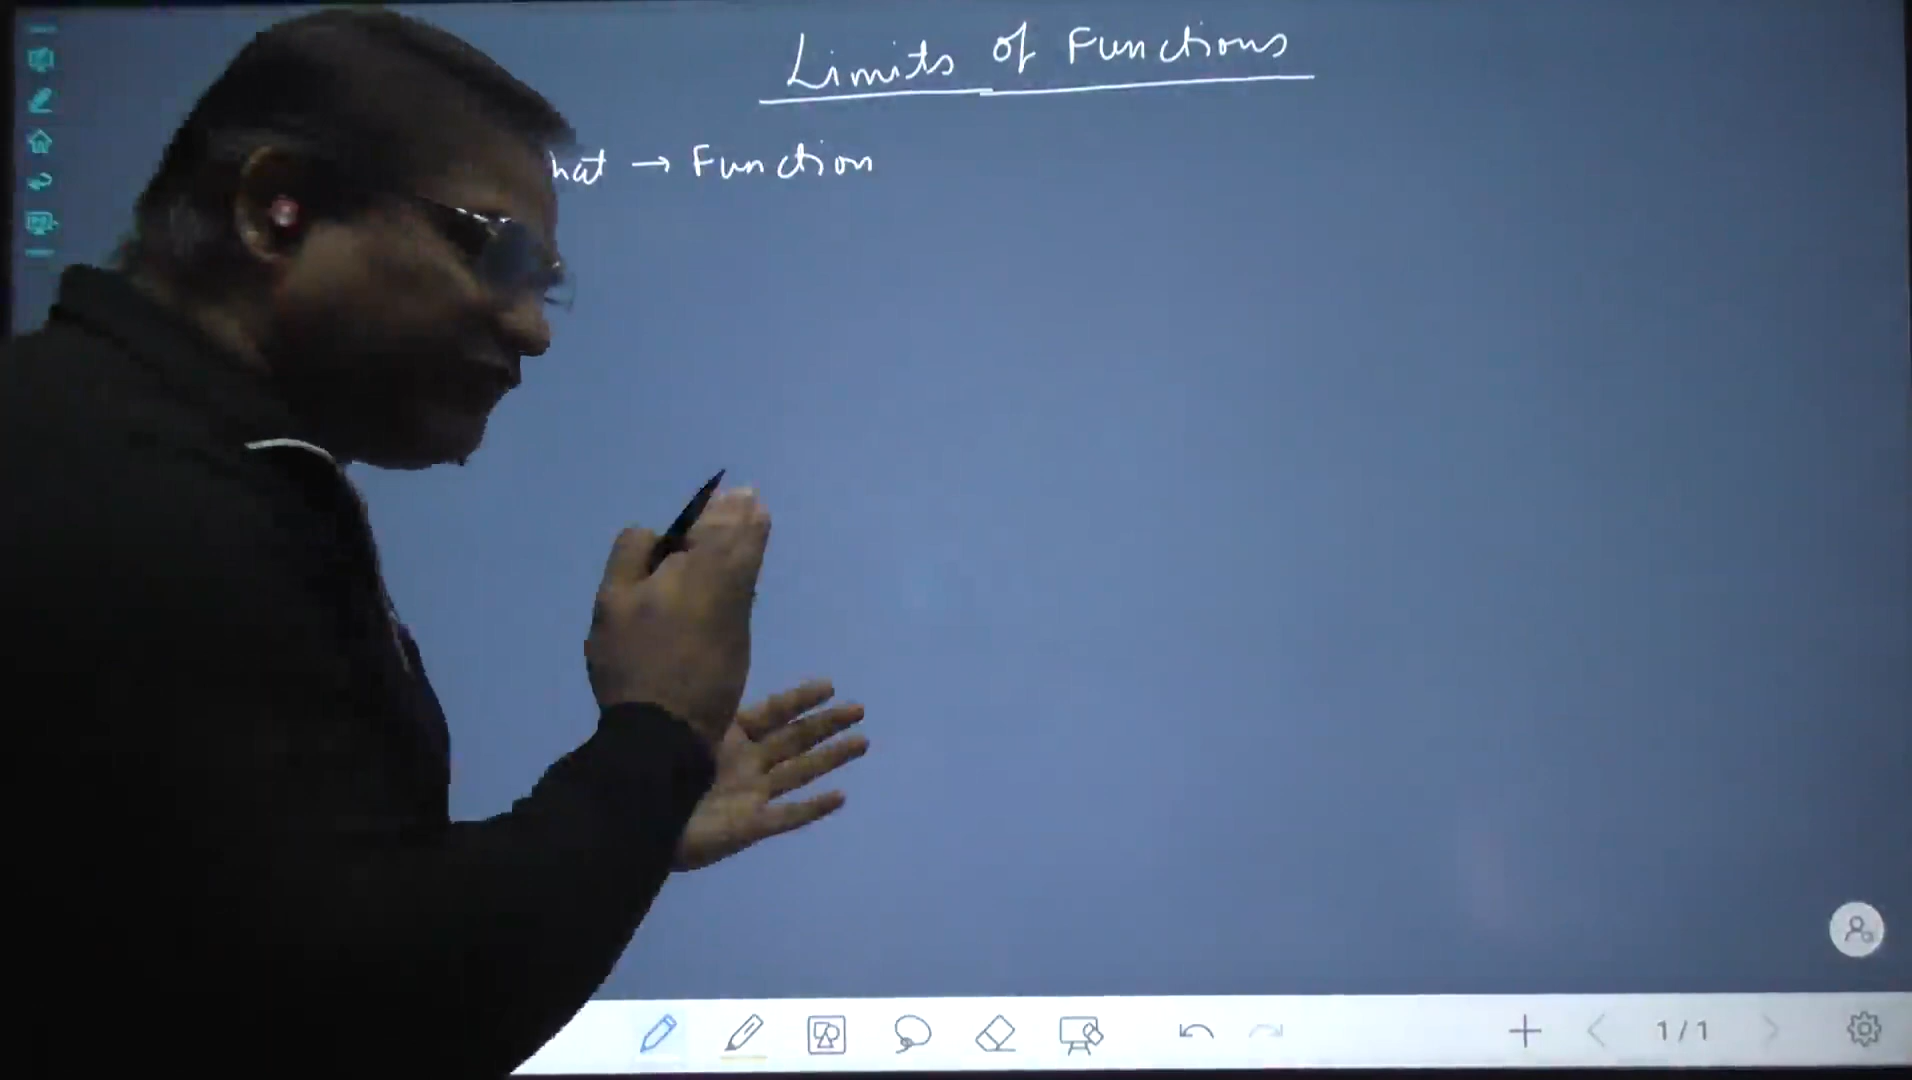 Limits of Functions
hat → Function
1/1